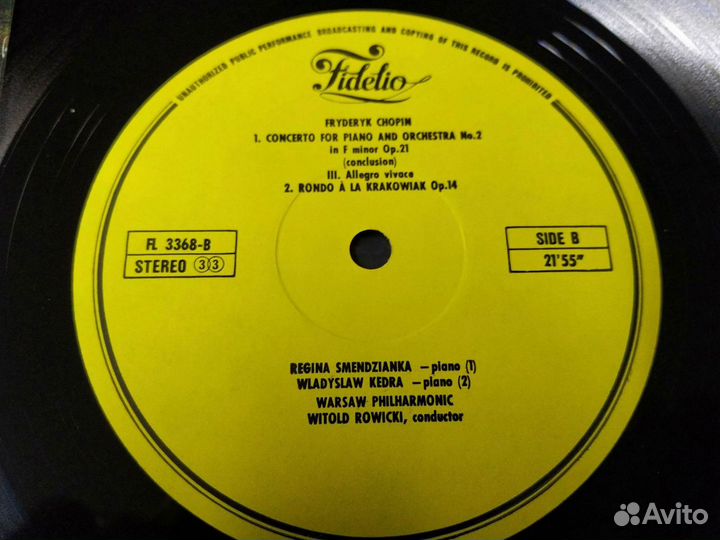 UNAUTHORIZED PUBLIC PERFORMANCE BROADCASTING AND COPYING OF THIS RECORD IS PROHIBITED
Fidelio
FRYDERYK CHOPIN
1. CONCERTO FOR PIANO AND ORCHESTRA No.2
in F minor Op.21
(conclusion)
III. Allegro vivace
2. RONDO À LA KRAKOWIAK Op.14
FL 3368-B
STEREO 33
SIDE B
21'55"
REGINA SMENDZIANKA – piano (1)
WLADYSLAW KEDRA – piano (2)
WARSAW PHILHARMONIC
WITOLD ROWICKI, conductor
Avito